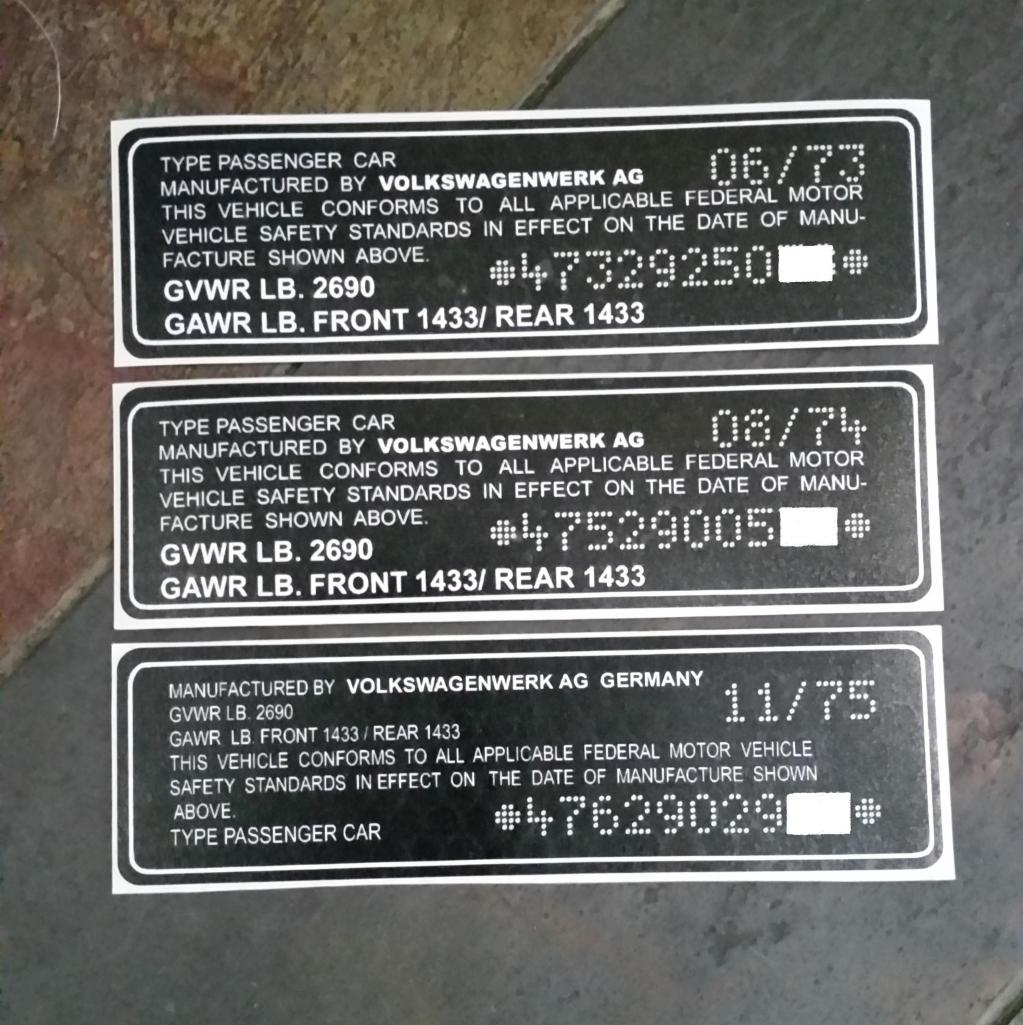 TYPE PASSENGER CAR 06/73
MANUFACTURED BY VOLKSWAGENWERK AG
THIS VEHICLE CONFORMS TO ALL APPLICABLE FEDERAL MOTOR
VEHICLE SAFETY STANDARDS IN EFFECT ON THE DATE OF MANU-
FACTURE SHOWN ABOVE. 47329250
GVWR LB. 2690
GAWR LB. FRONT 1433/ REAR 1433
TYPE PASSENGER CAR 08/74
MANUFACTURED BY VOLKSWAGENWERK AG
THIS VEHICLE CONFORMS TO ALL APPLICABLE FEDERAL MOTOR
VEHICLE SAFETY STANDARDS IN EFFECT ON THE DATE OF MANU-
FACTURE SHOWN ABOVE. 47529005
GVWR LB. 2690
GAWR LB. FRONT 1433/ REAR 1433
MANUFACTURED BY VOLKSWAGENWERK AG GERMANY 11/75
GVWR LB. 2690
GAWR LB. FRONT 1433 / REAR 1433
THIS VEHICLE CONFORMS TO ALL APPLICABLE FEDERAL MOTOR VEHICLE
SAFETY STANDARDS IN EFFECT ON THE DATE OF MANUFACTURE SHOWN
ABOVE. 47629029
TYPE PASSENGER CAR